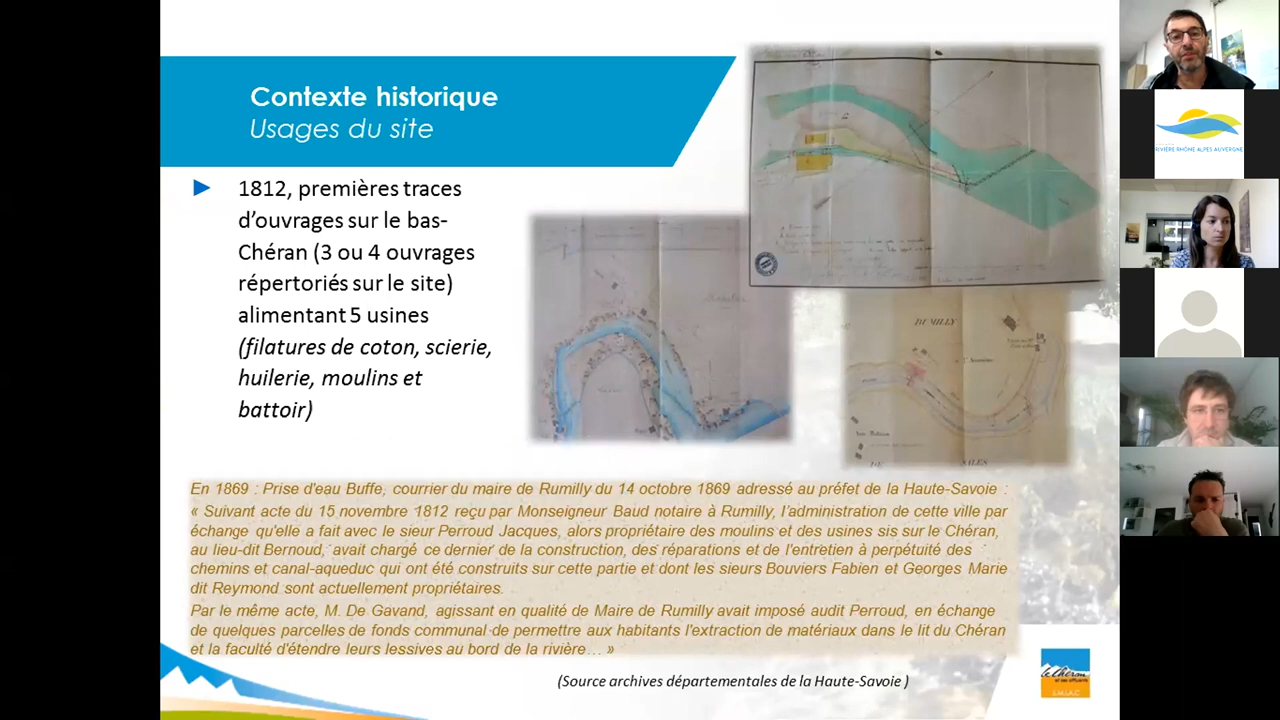 Contexte historique
Usages du site
1812, premières traces
d'ouvrages sur le bas-
Chéran (3 ou 4 ouvrages
répertoriés sur le site)
alimentant 5 usines
(filatures de coton, scierie,
huilerie, moulins et
battoir)
RUMILLY
SALES
En 1869 : Prise d'eau Buffe, courrier du maire de Rumilly du 14 octobre 1869 adressé au préfet de la Haute-Savoie :
« Suivant acte du 15 novembre 1812 reçu par Monseigneur Baud notaire à Rumilly, l'administration de cette ville par
échange qu'elle a fait avec le sieur Perroud Jacques, alors propriétaire des moulins et des usines sis sur le Chéran,
au lieu-dit Bernoud, avait chargé ce dernier de la construction, des réparations et de l'entretien à perpétuité des
chemins et canal-aqueduc qui ont été construits sur cette partie et dont les sieurs Bouviers Fabien et Georges Marie
dit Reymond sont actuellement propriétaires.
Par le même acte, M. De Gavand, agissant en qualité de Maire de Rumilly avait imposé audit Perroud, en échange
de quelques parcelles de fonds communal de permettre aux habitants l'extraction de matériaux dans le lit du Chéran
et la faculté d'étendre leurs lessives au bord de la rivière… »
(Source archives départementales de la Haute-Savoie )
le Chéran
et ses affluents
S.M.I.A.C
RIVIÈRE RHÔNE ALPES AUVERGNE